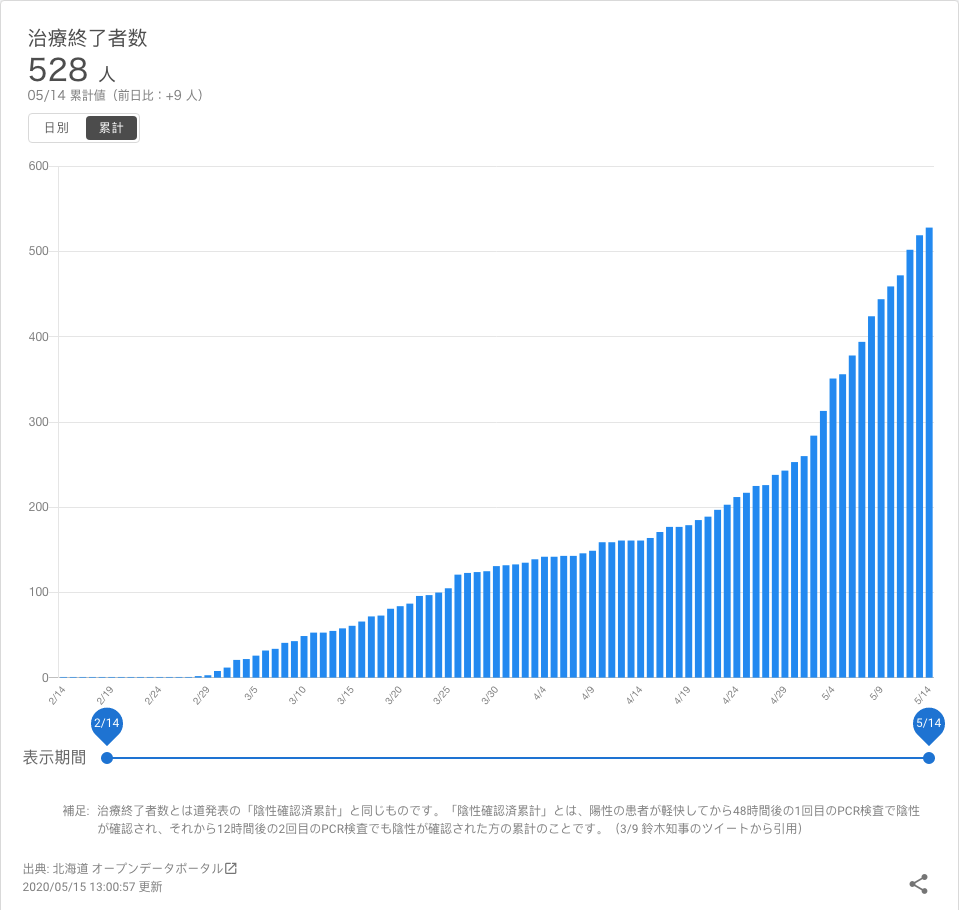 治療終了者数
528 人
05/14 累計値（前日比：+9 人）
日別 累計
600
500
400
300
200
100
0
2/14 2/19 2/24 2/29 3/5 3/10 3/15 3/20 3/25 3/30 4/4 4/9 4/14 4/19 4/24 4/29 5/4 5/9 5/14
2/14 5/14
表示期間
補足: 治療終了者数とは道発表の「陰性確認済累計」と同じものです。「陰性確認済累計」とは、陽性の患者が軽快してから48時間後の1回目のPCR検査で陰性
が確認され、それから12時間後の2回目のPCR検査でも陰性が確認された方の累計のことです。（3/9 鈴木知事のツイートから引用）
出典: 北海道 オープンデータポータル
2020/05/15 13:00:57 更新